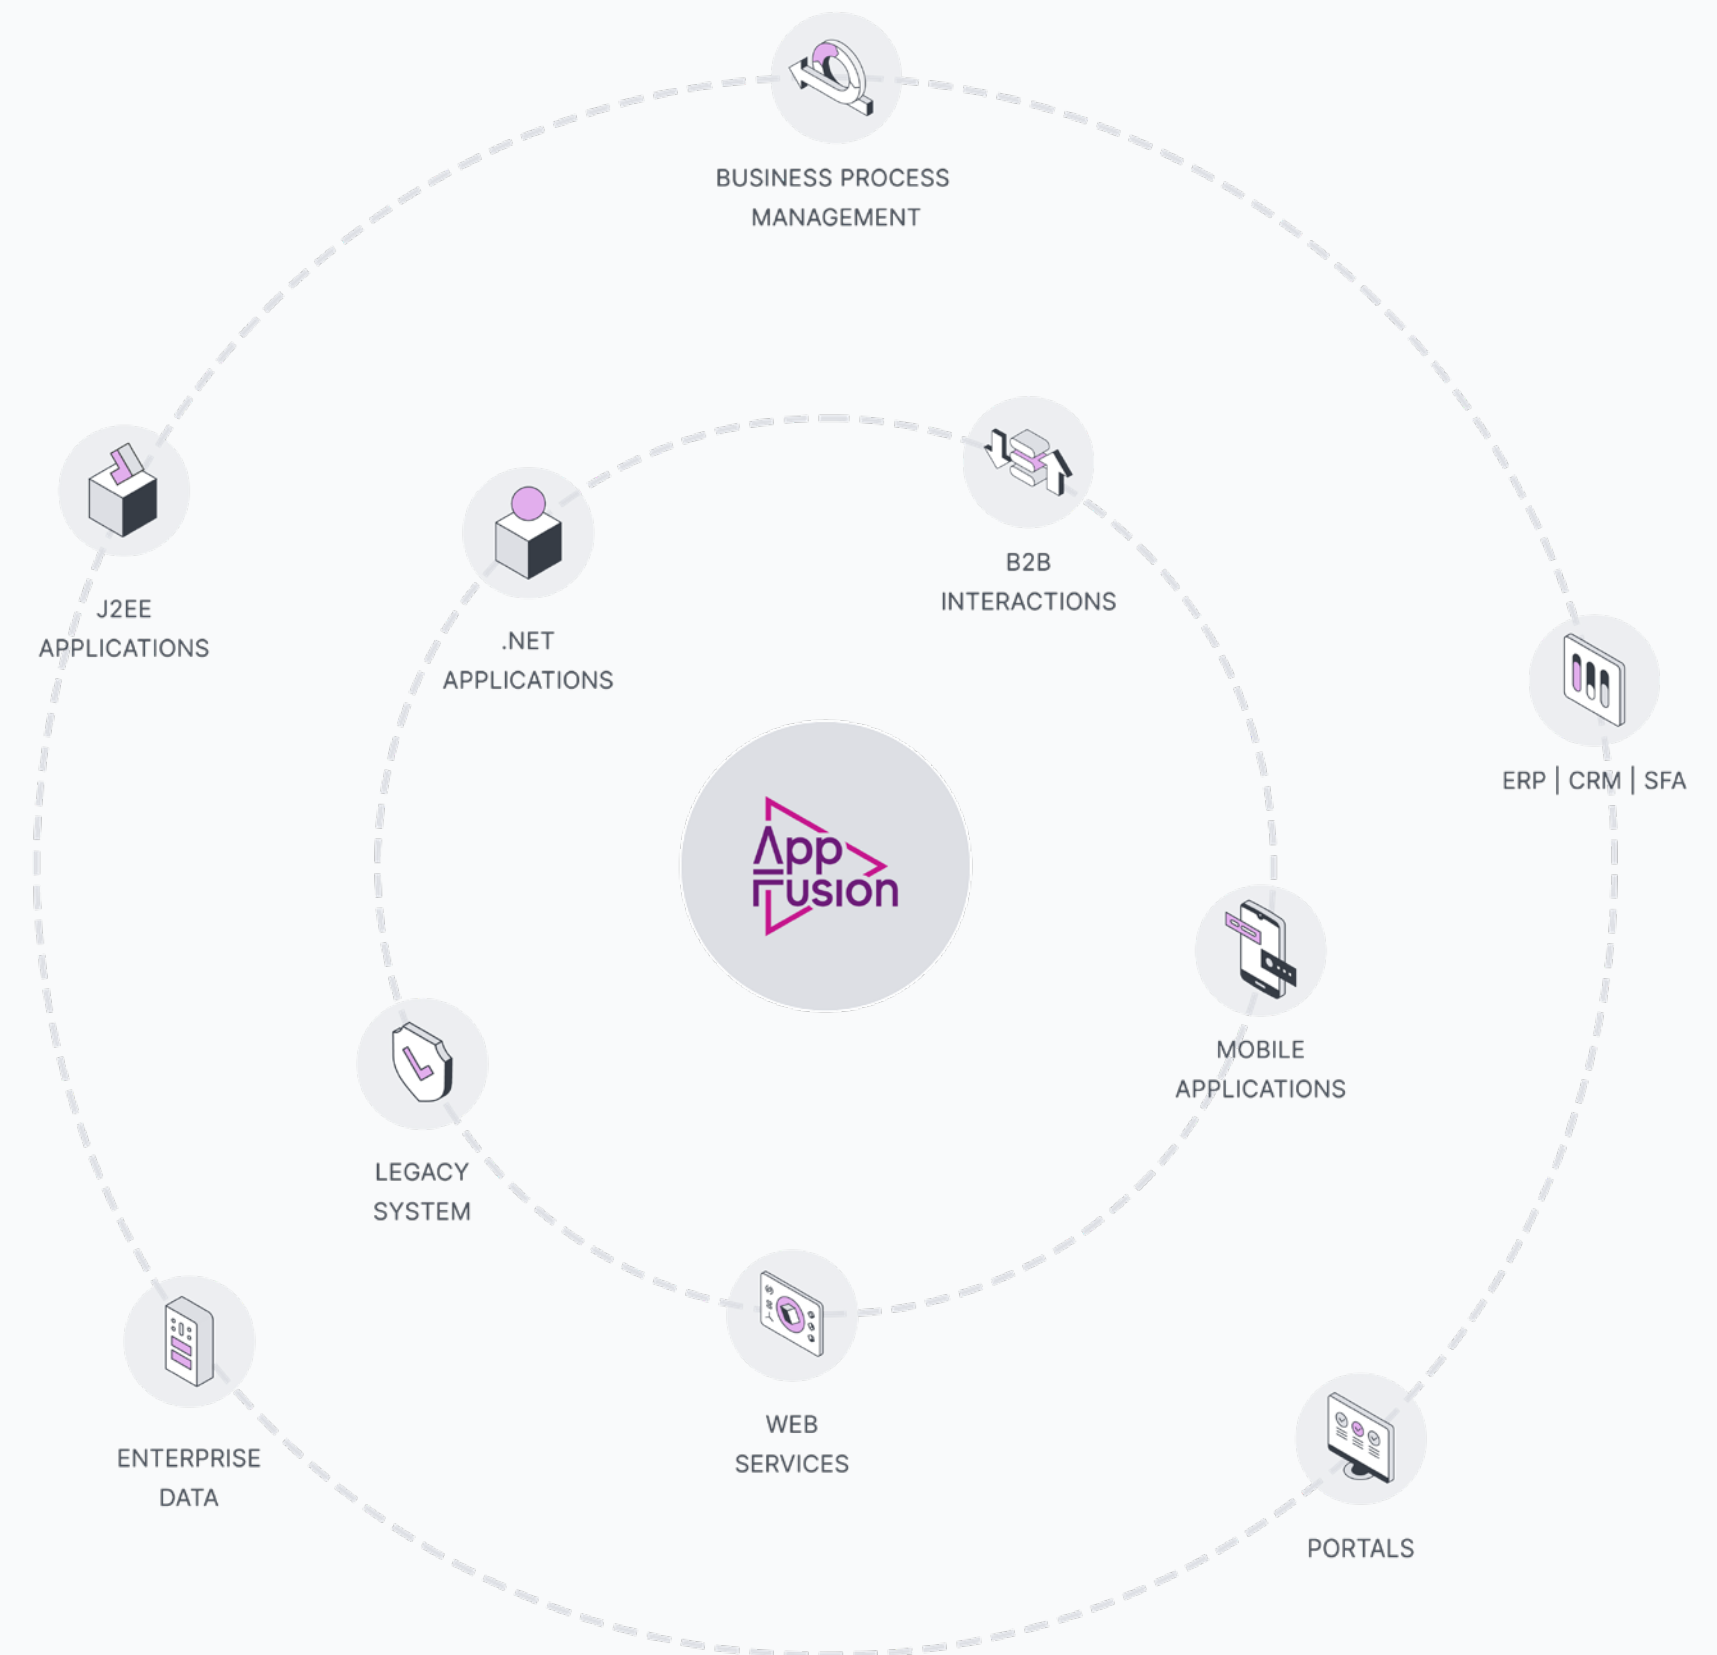 BUSINESS PROCESS
MANAGEMENT
B2B
INTERACTIONS
J2EE
APPLICATIONS
.NET
APPLICATIONS
ERP | CRM | SFA
App
Fusion
MOBILE
APPLICATIONS
LEGACY
SYSTEM
WEB
SERVICES
ENTERPRISE
DATA
PORTALS